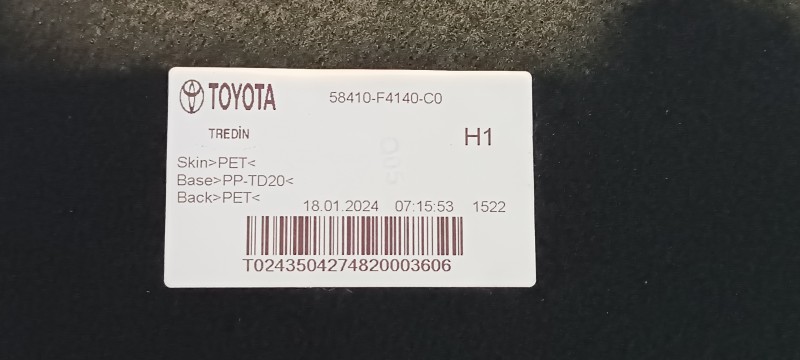 TOYOTA 58410-F4140-C0
TREDİN H1
Skin>PET<
Base>PP-TD20<
Back>PET<
18.01.2024 07:15:53 1522
T0243504274820003606